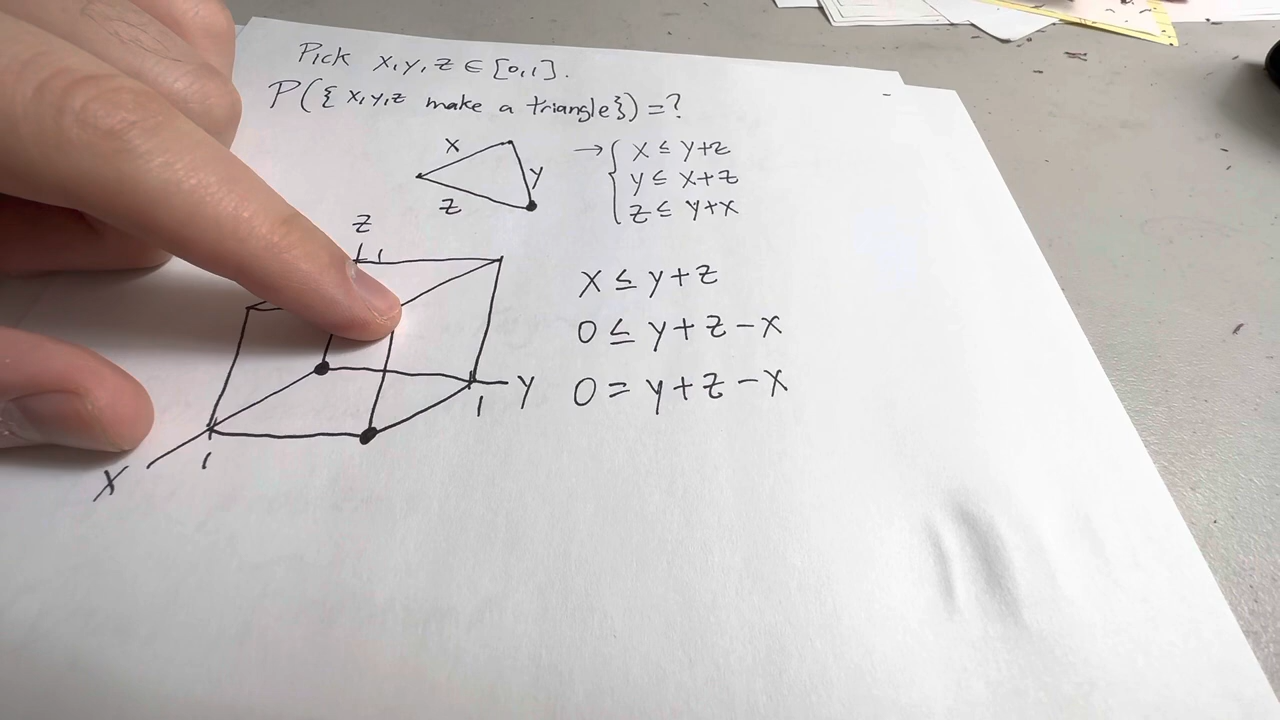 Pick x,y,z ∈ [0,1].
P({x,y,z make a triangle}) = ?
x
y
z
→ { x ≤ y+z
y ≤ x+z
z ≤ y+x
z
1
x ≤ y+z
0 ≤ y+z-x
0 = y+z-x
y
1
x
1